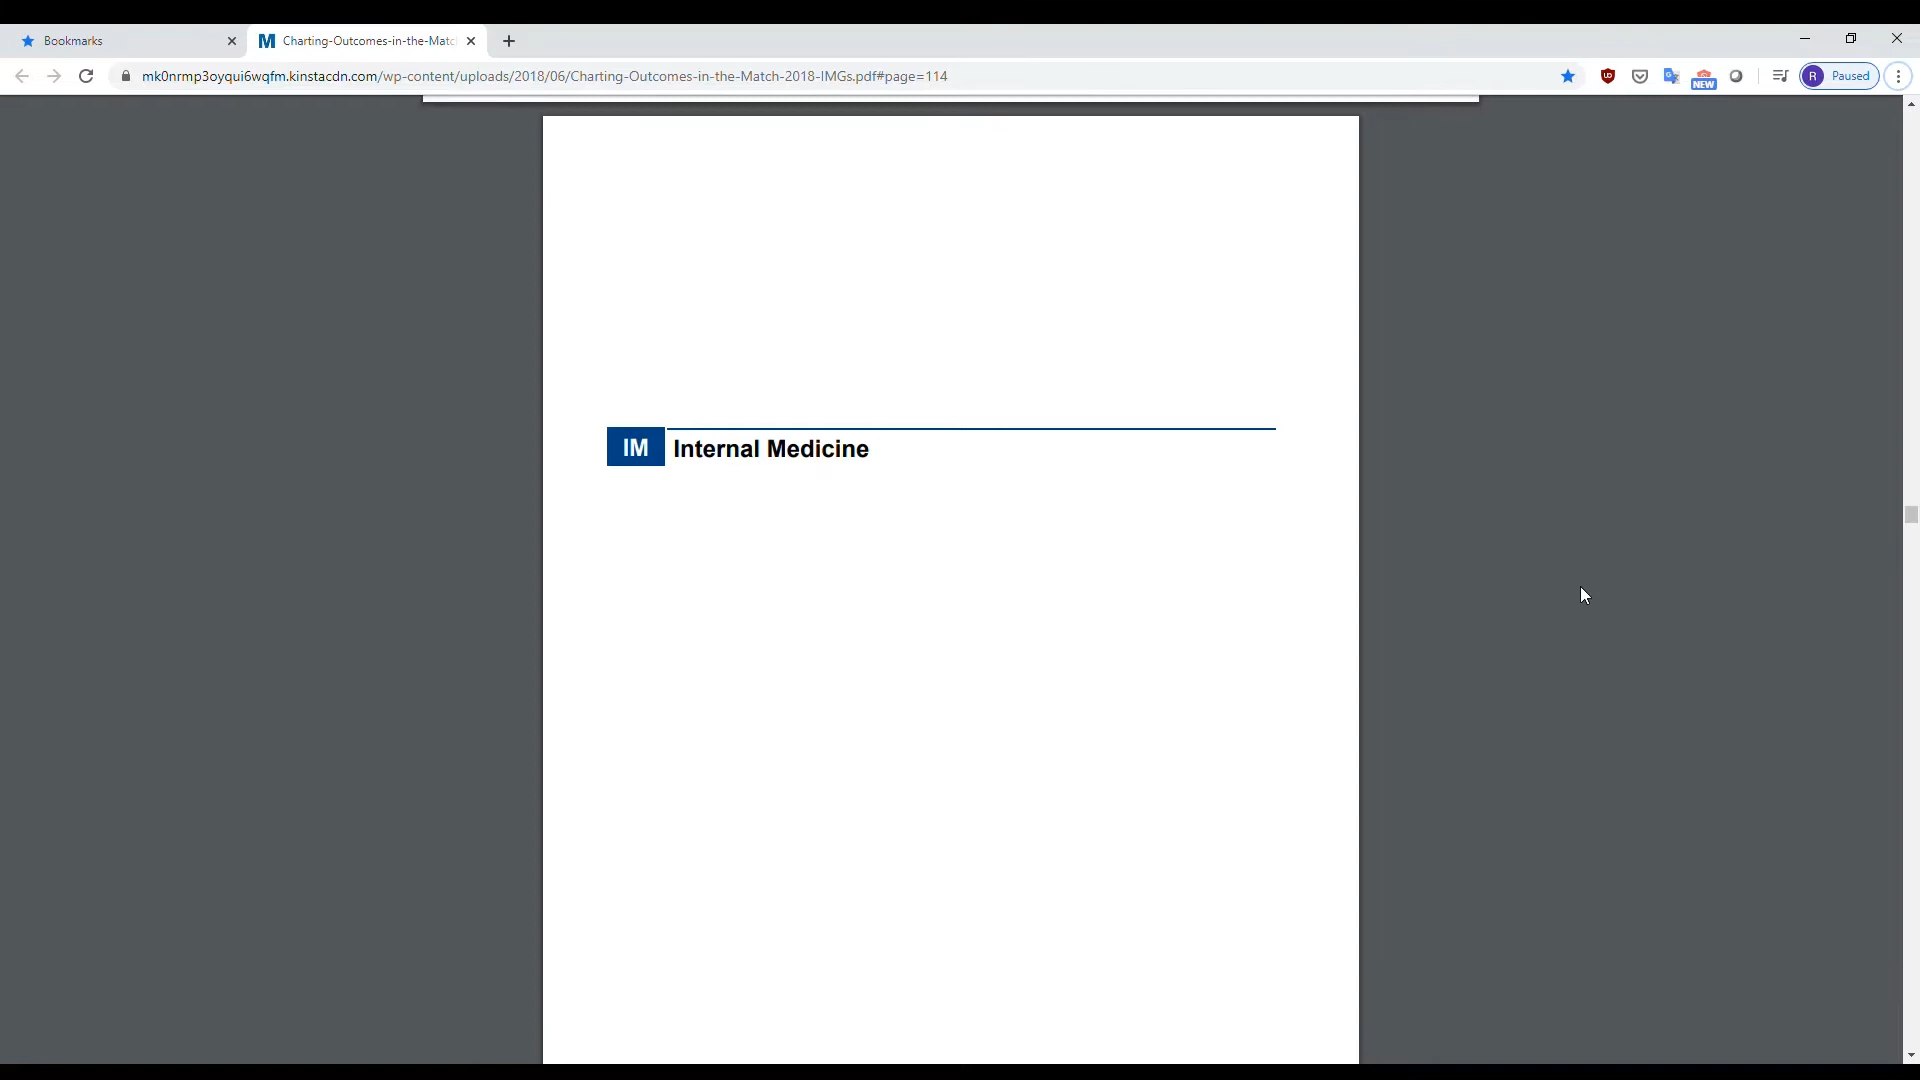 Bookmarks
Charting-Outcomes-in-the-Matc
mk0nrmp3oyqui6wqfm.kinstacdn.com/wp-content/uploads/2018/06/Charting-Outcomes-in-the-Match-2018-IMGs.pdf#page=114
NEW
R Paused
IM Internal Medicine